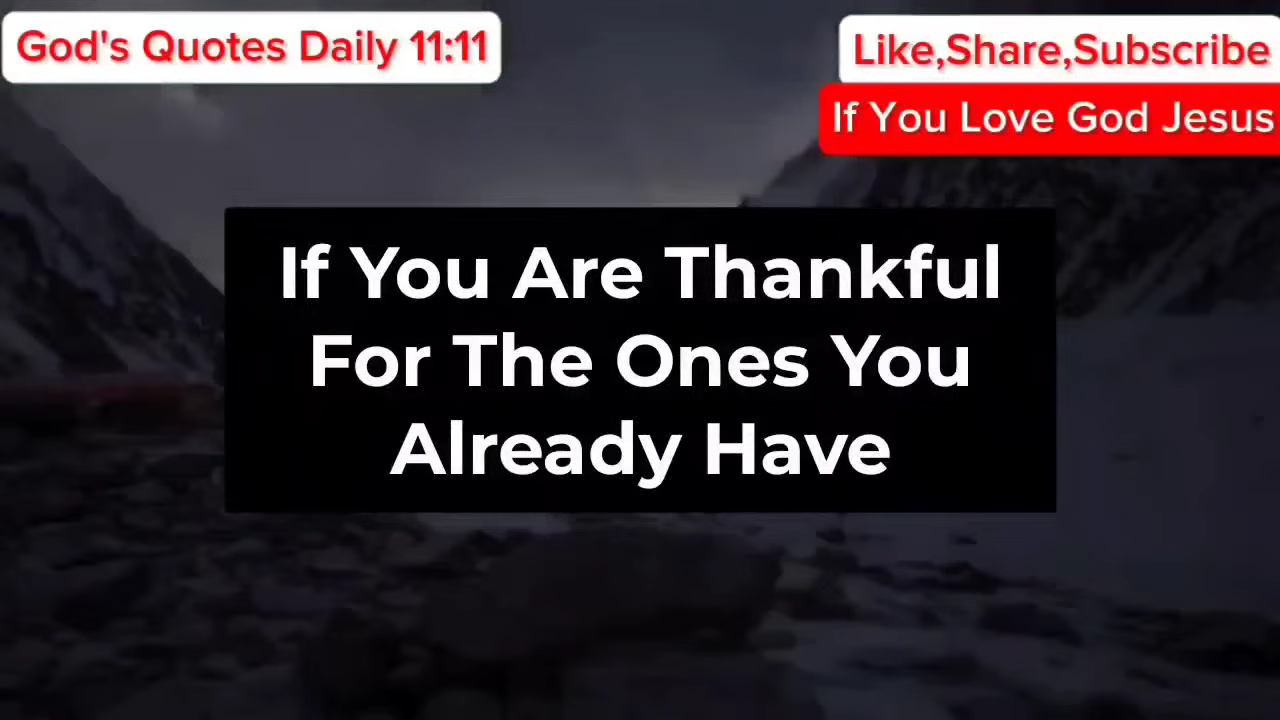 God's Quotes Daily 11:11
Like,Share,Subscribe
If You Love God Jesus
If You Are Thankful
For The Ones You
Already Have